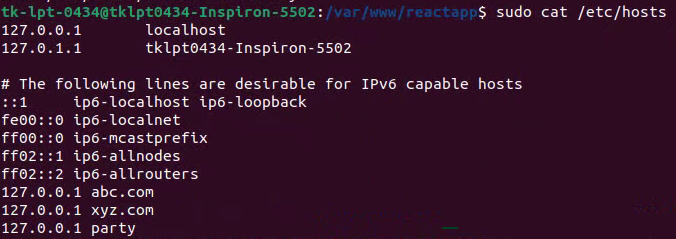 tk-lpt-0434@tklpt0434-Inspiron-5502:/var/www/reactapp$ sudo cat /etc/hosts
127.0.0.1       localhost
127.0.1.1       tklpt0434-Inspiron-5502
# The following lines are desirable for IPv6 capable hosts
::1     ip6-localhost ip6-loopback
fe00::0 ip6-localnet
ff00::0 ip6-mcastprefix
ff02::1 ip6-allnodes
ff02::2 ip6-allrouters
127.0.0.1 abc.com
127.0.0.1 xyz.com
127.0.0.1 party